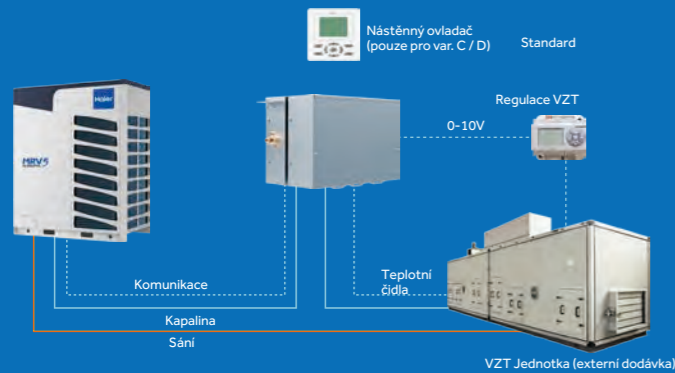 Nástěnný ovladač
(pouze pro var. C / D)
Standard
Haier
Regulace VZT
0-10V
MRV5
Komunikace
Teplotní
čidla
Kapalina
Sání
VZT Jednotka (externí dodávka)